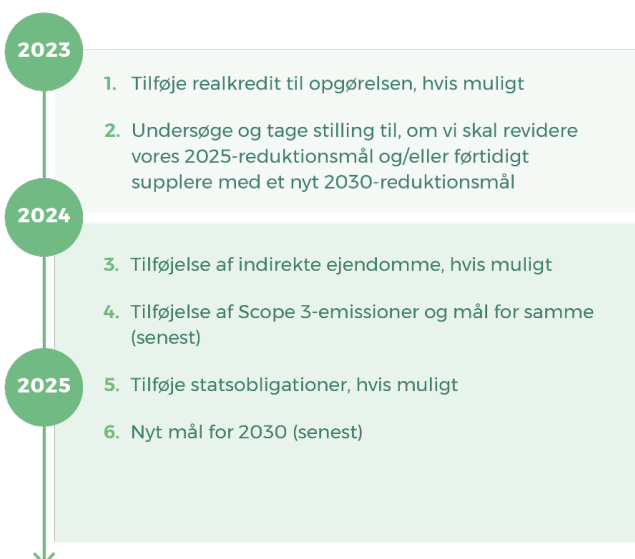 2023
1. Tilføje realkredit til opgørelsen, hvis muligt
2. Undersøge og tage stilling til, om vi skal revidere
vores 2025-reduktionsmål og/eller førtidigt
supplere med et nyt 2030-reduktionsmål
2024
3. Tilføjelse af indirekte ejendomme, hvis muligt
4. Tilføjelse af Scope 3-emissioner og mål for samme
(senest)
2025
5. Tilføje statsobligationer, hvis muligt
6. Nyt mål for 2030 (senest)